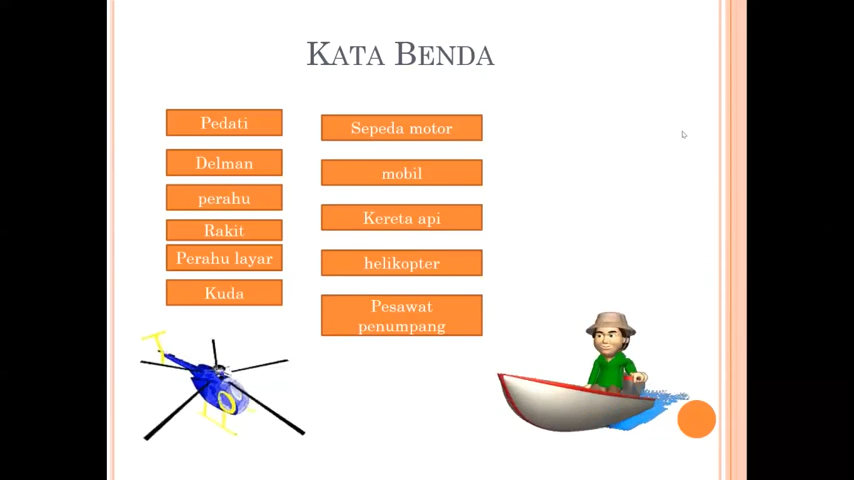 KATA BENDA
Pedati
Delman
perahu
Rakit
Perahu layar
Kuda
Sepeda motor
mobil
Kereta api
helikopter
Pesawat
penumpang